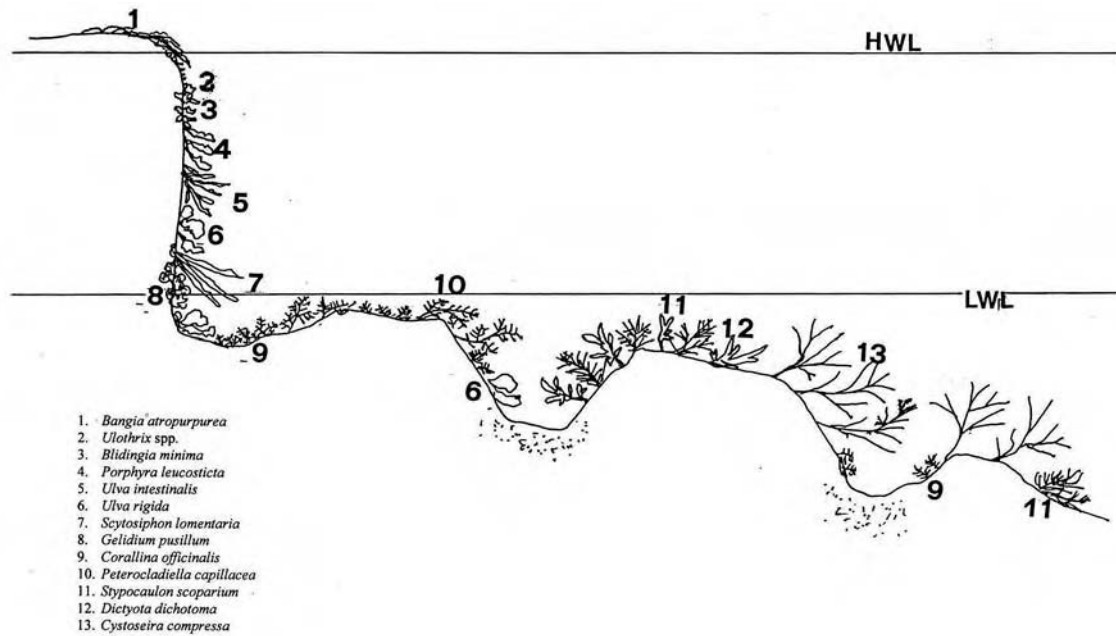 1
HWL
3
4
5
6
7
8
10
11
LWL
12
9
13
6
9
11
1. Bangia atropurpurea
2. Ulothrix spp.
3. Blidingia minima
4. Porphyra leucosticta
5. Ulva intestinalis
6. Ulva rigida
7. Scytosiphon lomentaria
8. Gelidium pusillum
9. Corallina officinalis
10. Peterocladiella capillacea
11. Stypocaulon scoparium
12. Dictyota dichotoma
13. Cystoseira compressa